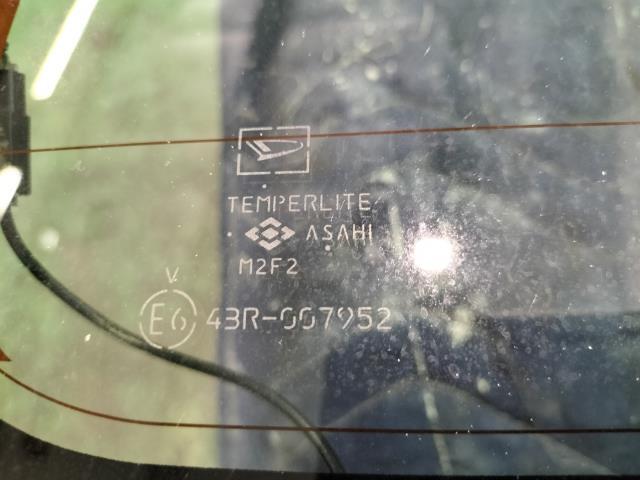 TEMPERLITE
ASAHI
M2F2
V
E6 43R-007952